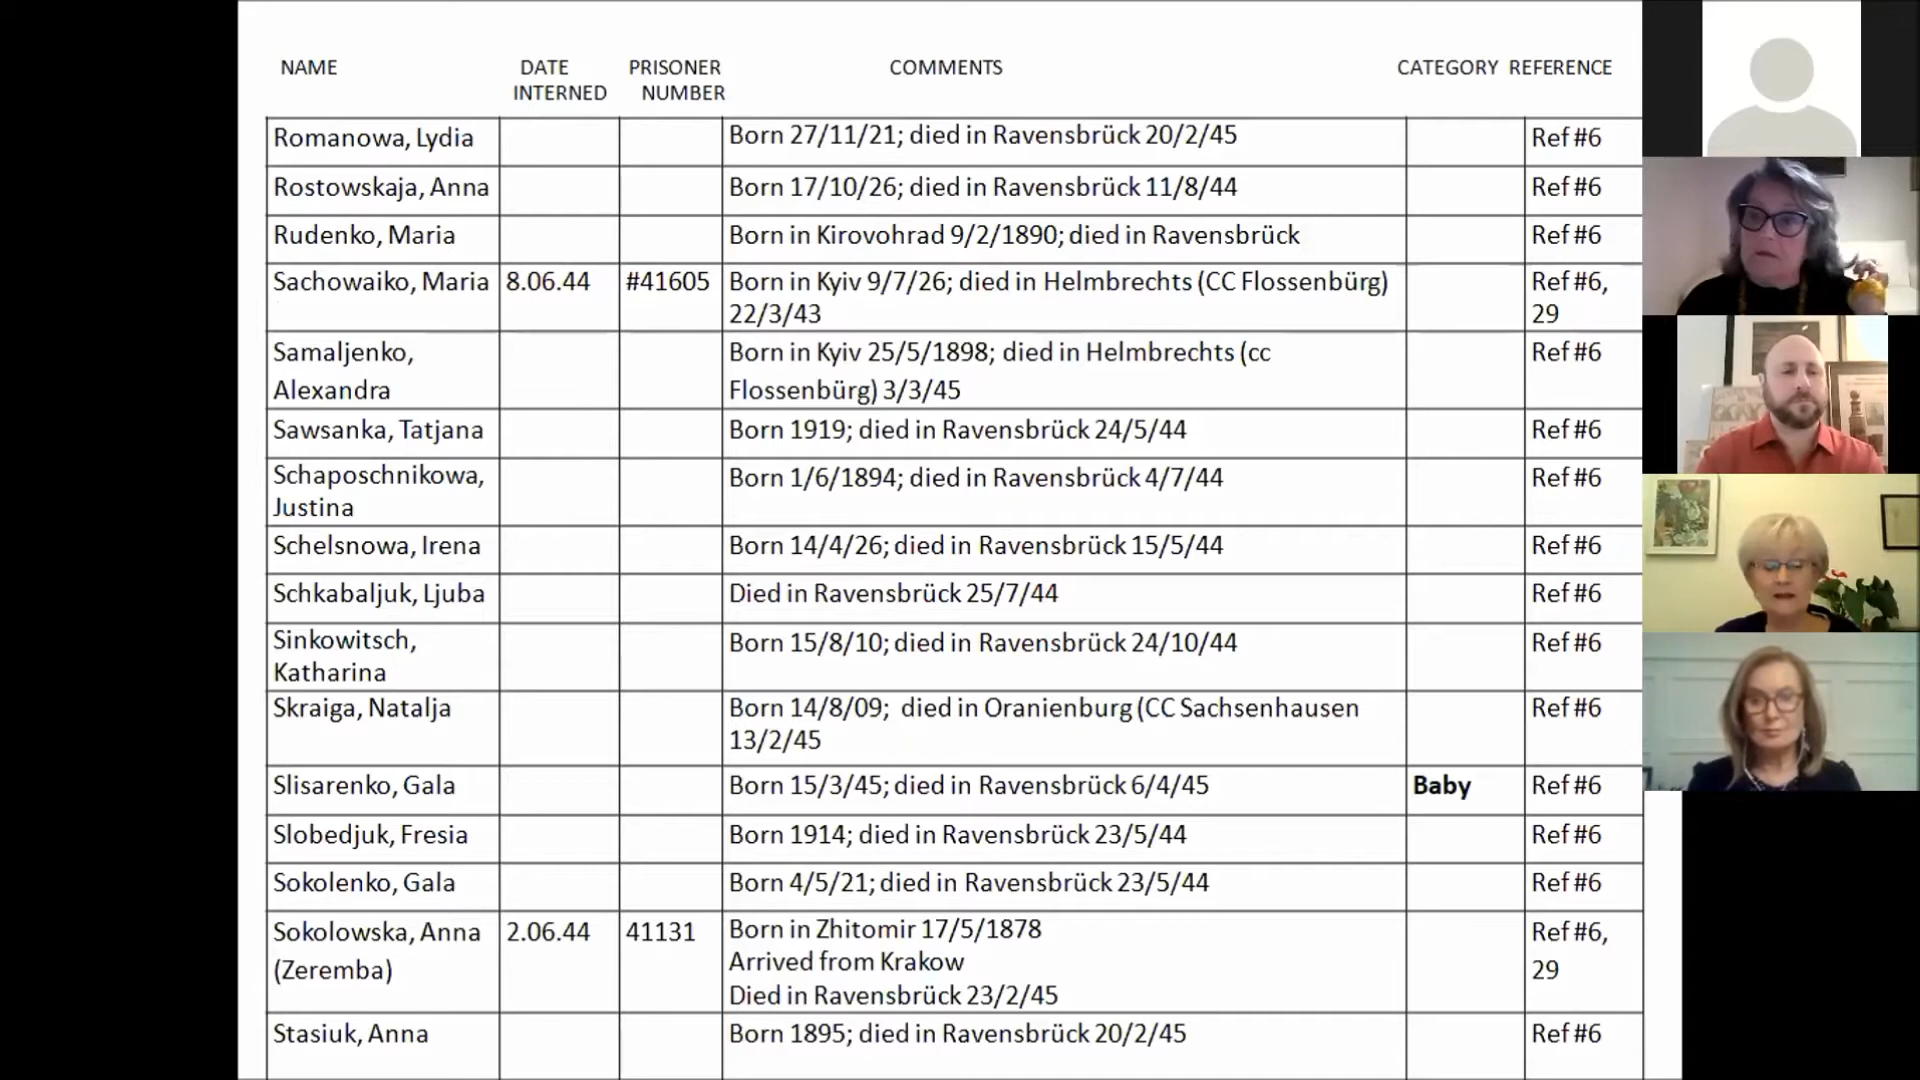 NAME DATE PRISONER COMMENTS CATEGORY REFERENCE
INTERNED NUMBER
Romanowa, Lydia Born 27/11/21; died in Ravensbrück 20/2/45 Ref #6
Rostowskaja, Anna Born 17/10/26; died in Ravensbrück 11/8/44 Ref #6
Rudenko, Maria Born in Kirovohrad 9/2/1890; died in Ravensbrück Ref #6
Sachowaiko, Maria 8.06.44 #41605 Born in Kyiv 9/7/26; died in Helmbrechts (CC Flossenbürg) Ref #6,
22/3/43 29
Samaljenko, Born in Kyiv 25/5/1898; died in Helmbrechts (cc Ref #6
Alexandra Flossenbürg) 3/3/45
Sawsanka, Tatjana Born 1919; died in Ravensbrück 24/5/44 Ref #6
Schaposchnikowa, Born 1/6/1894; died in Ravensbrück 4/7/44 Ref #6
Justina
Schelsnowa, Irena Born 14/4/26; died in Ravensbrück 15/5/44 Ref #6
Schkabaljuk, Ljuba Died in Ravensbrück 25/7/44 Ref #6
Sinkowitsch, Born 15/8/10; died in Ravensbrück 24/10/44 Ref #6
Katharina
Skraiga, Natalja Born 14/8/09; died in Oranienburg (CC Sachsenhausen Ref #6
13/2/45
Slisarenko, Gala Born 15/3/45; died in Ravensbrück 6/4/45 Baby Ref #6
Slobedjuk, Fresia Born 1914; died in Ravensbrück 23/5/44 Ref #6
Sokolenko, Gala Born 4/5/21; died in Ravensbrück 23/5/44 Ref #6
Sokolowska, Anna 2.06.44 41131 Born in Zhitomir 17/5/1878 Ref #6,
(Zeremba) Arrived from Krakow 29
Died in Ravensbrück 23/2/45
Stasiuk, Anna Born 1895; died in Ravensbrück 20/2/45 Ref #6